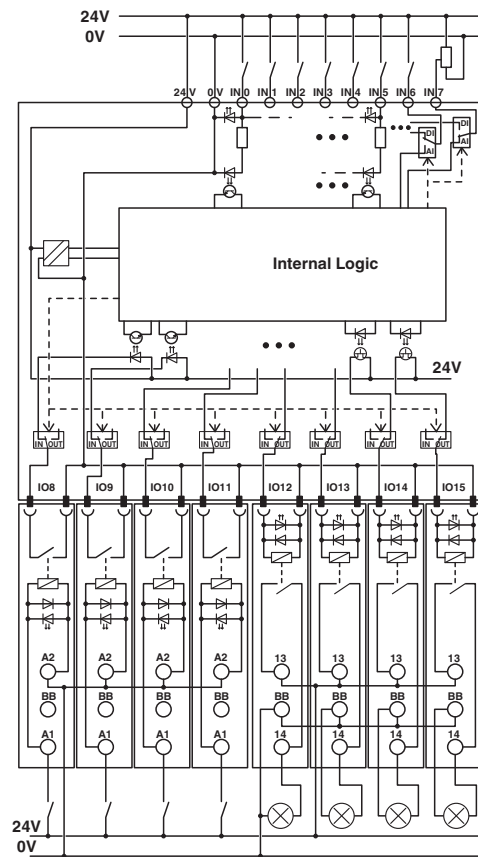 24V
0V
24 V 0 V IN 0 IN 1 IN 2 IN 3 IN 4 IN 5 IN 6 IN 7
DI
AI
DI
AI
Internal Logic
24V
IN OUT IN OUT IN OUT IN OUT IN OUT IN OUT IN OUT IN OUT
IO8 IO9 IO10 IO11 IO12 IO13 IO14 IO15
A2 A2 A2 A2 13 13 13 13
BB BB BB BB BB BB BB BB
A1 A1 A1 A1 14 14 14 14
24V
0V